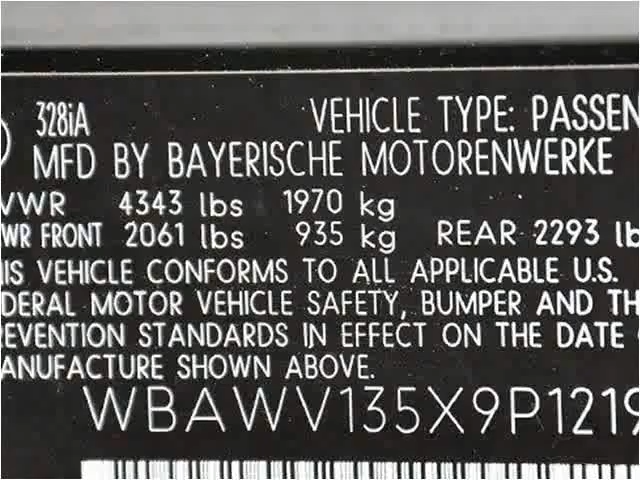 328iA VEHICLE TYPE: PASSEN
MFD BY BAYERISCHE MOTORENWERKE
VWR 4343 lbs 1970 kg
WR FRONT 2061 lbs 935 kg REAR 2293 lb
IS VEHICLE CONFORMS TO ALL APPLICABLE U.S.
DERAL MOTOR VEHICLE SAFETY, BUMPER AND TH
EVENTION STANDARDS IN EFFECT ON THE DATE
ANUFACTURE SHOWN ABOVE.
WBAWV135X9P1219